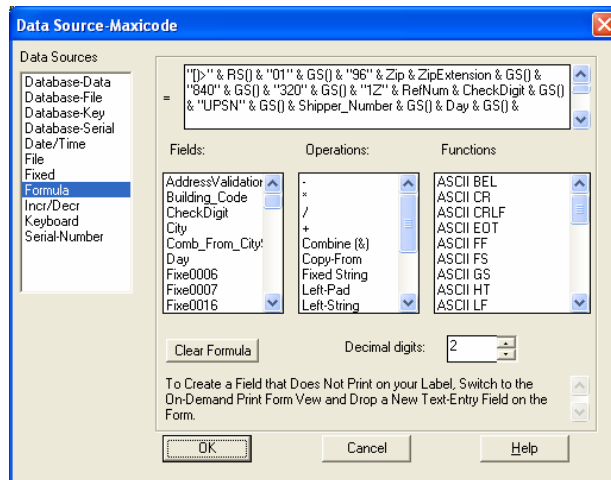 Data Source-Maxicode
Data Sources
Database-Data
Database-File
Database-Key
Database-Serial
Date/Time
File
Fixed
Formula
Incr/Decr
Keyboard
Serial-Number
=
"[)>" & RS() & "01" & GS() & "96" & Zip & ZipExtension & GS() &
"840" & GS() & "320" & GS() & "1Z" & RefNum & CheckDigit & GS()
& "UPSN" & GS() & Shipper_Number & GS() & Day & GS() &
Fields:
AddressValidation
Building_Code
CheckDigit
City
Comb_From_CityS
Day
Fixe0006
Fixe0007
Fixe0016
Operations:
-
*
/
+
Combine (&)
Copy-From
Fixed String
Left-Pad
Left-String
Functions
ASCII BEL
ASCII CR
ASCII CRLF
ASCII EOT
ASCII FF
ASCII FS
ASCII GS
ASCII HT
ASCII LF
Clear Formula
Decimal digits:
2
To Create a Field that Does Not Print on your Label, Switch to the
On-Demand Print Form Vew and Drop a New Text-Entry Field on the
Form.
OK
Cancel
Help